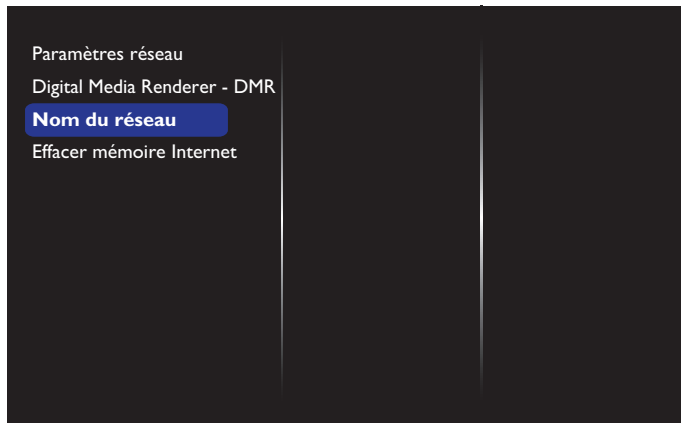 Paramètres réseau
Digital Media Renderer - DMR
Nom du réseau
Effacer mémoire Internet